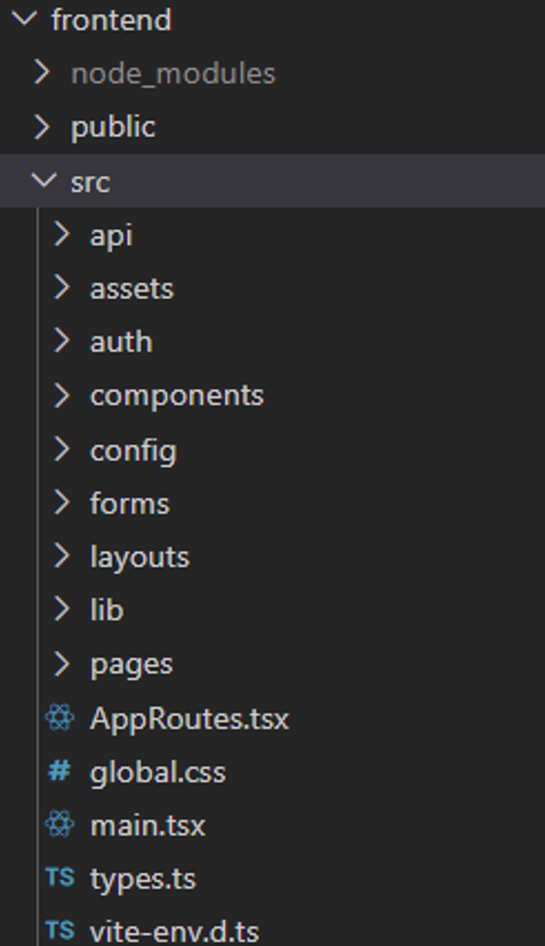 frontend
node_modules
public
src
api
assets
auth
components
config
forms
layouts
lib
pages
AppRoutes.tsx
# global.css
main.tsx
TS types.ts
TS vite-env.d.ts